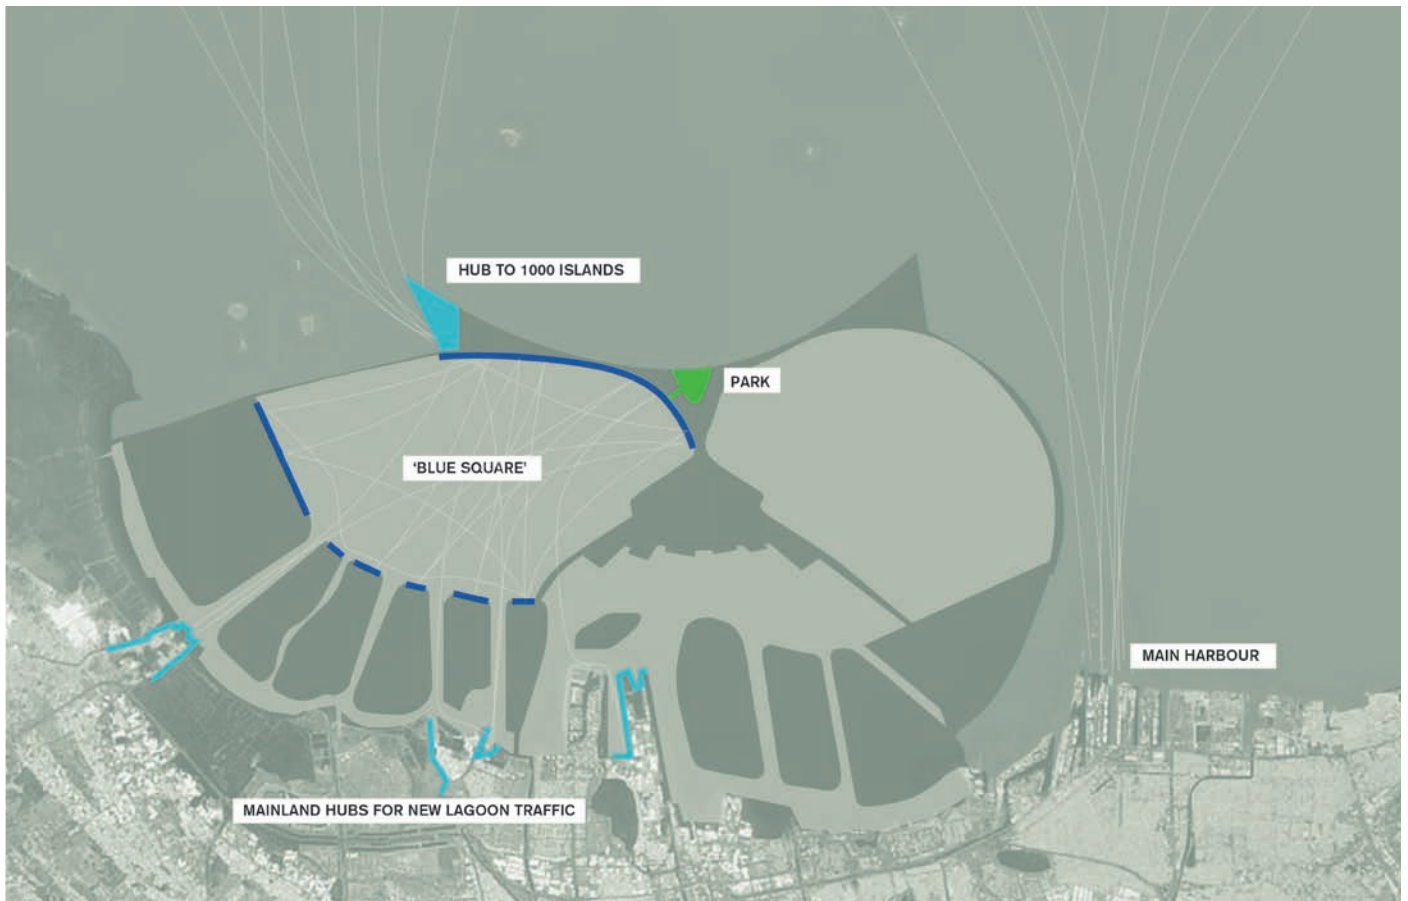 HUB TO 1000 ISLANDS
PARK
'BLUE SQUARE'
MAIN HARBOUR
MAINLAND HUBS FOR NEW LAGOON TRAFFIC